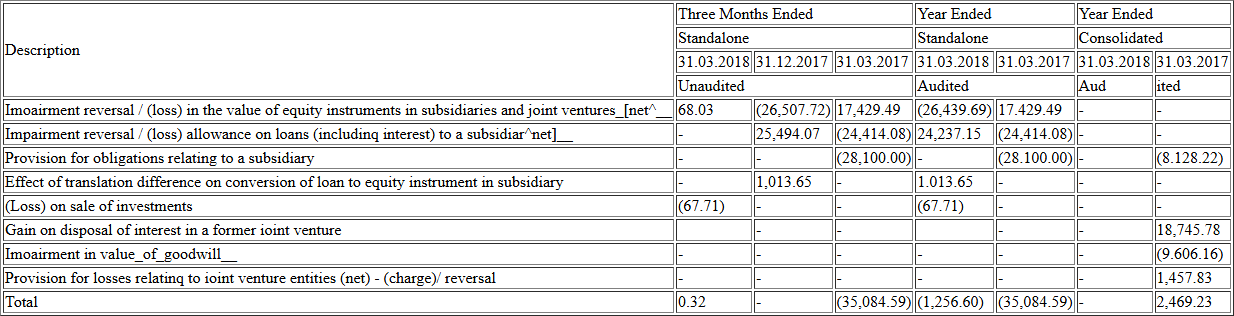 Description Three Months Ended Year Ended Year Ended
Standalone Standalone Consolidated
31.03.2018 31.12.2017 31.03.2017 31.03.2018 31.03.2017 31.03.2018 31.03.2017
Unaudited Audited Aud ited
Imoairment reversal / (loss) in the value of equity instruments in subsidiaries and joint ventures_[net^__ 68.03 (26,507.72) 17,429.49 (26,439.69) 17.429.49 - -
Impairment reversal / (loss) allowance on loans (includinq interest) to a subsidiar^net]__ - 25,494.07 (24,414.08) 24,237.15 (24,414.08) - -
Provision for obligations relating to a subsidiary - - (28,100.00) - (28.100.00) - (8.128.22)
Effect of translation difference on conversion of loan to equity instrument in subsidiary - 1,013.65 - 1.013.65 - - -
(Loss) on sale of investments (67.71) - - (67.71) - - -
Gain on disposal of interest in a former ioint venture - - - - - 18,745.78
Imoairment in value_of_goodwill__ - - - - - - (9.606.16)
Provision for losses relatinq to ioint venture entities (net) - (charge)/ reversal - - - - - - 1,457.83
Total 0.32 - (35,084.59) (1,256.60) (35,084.59) - 2,469.23